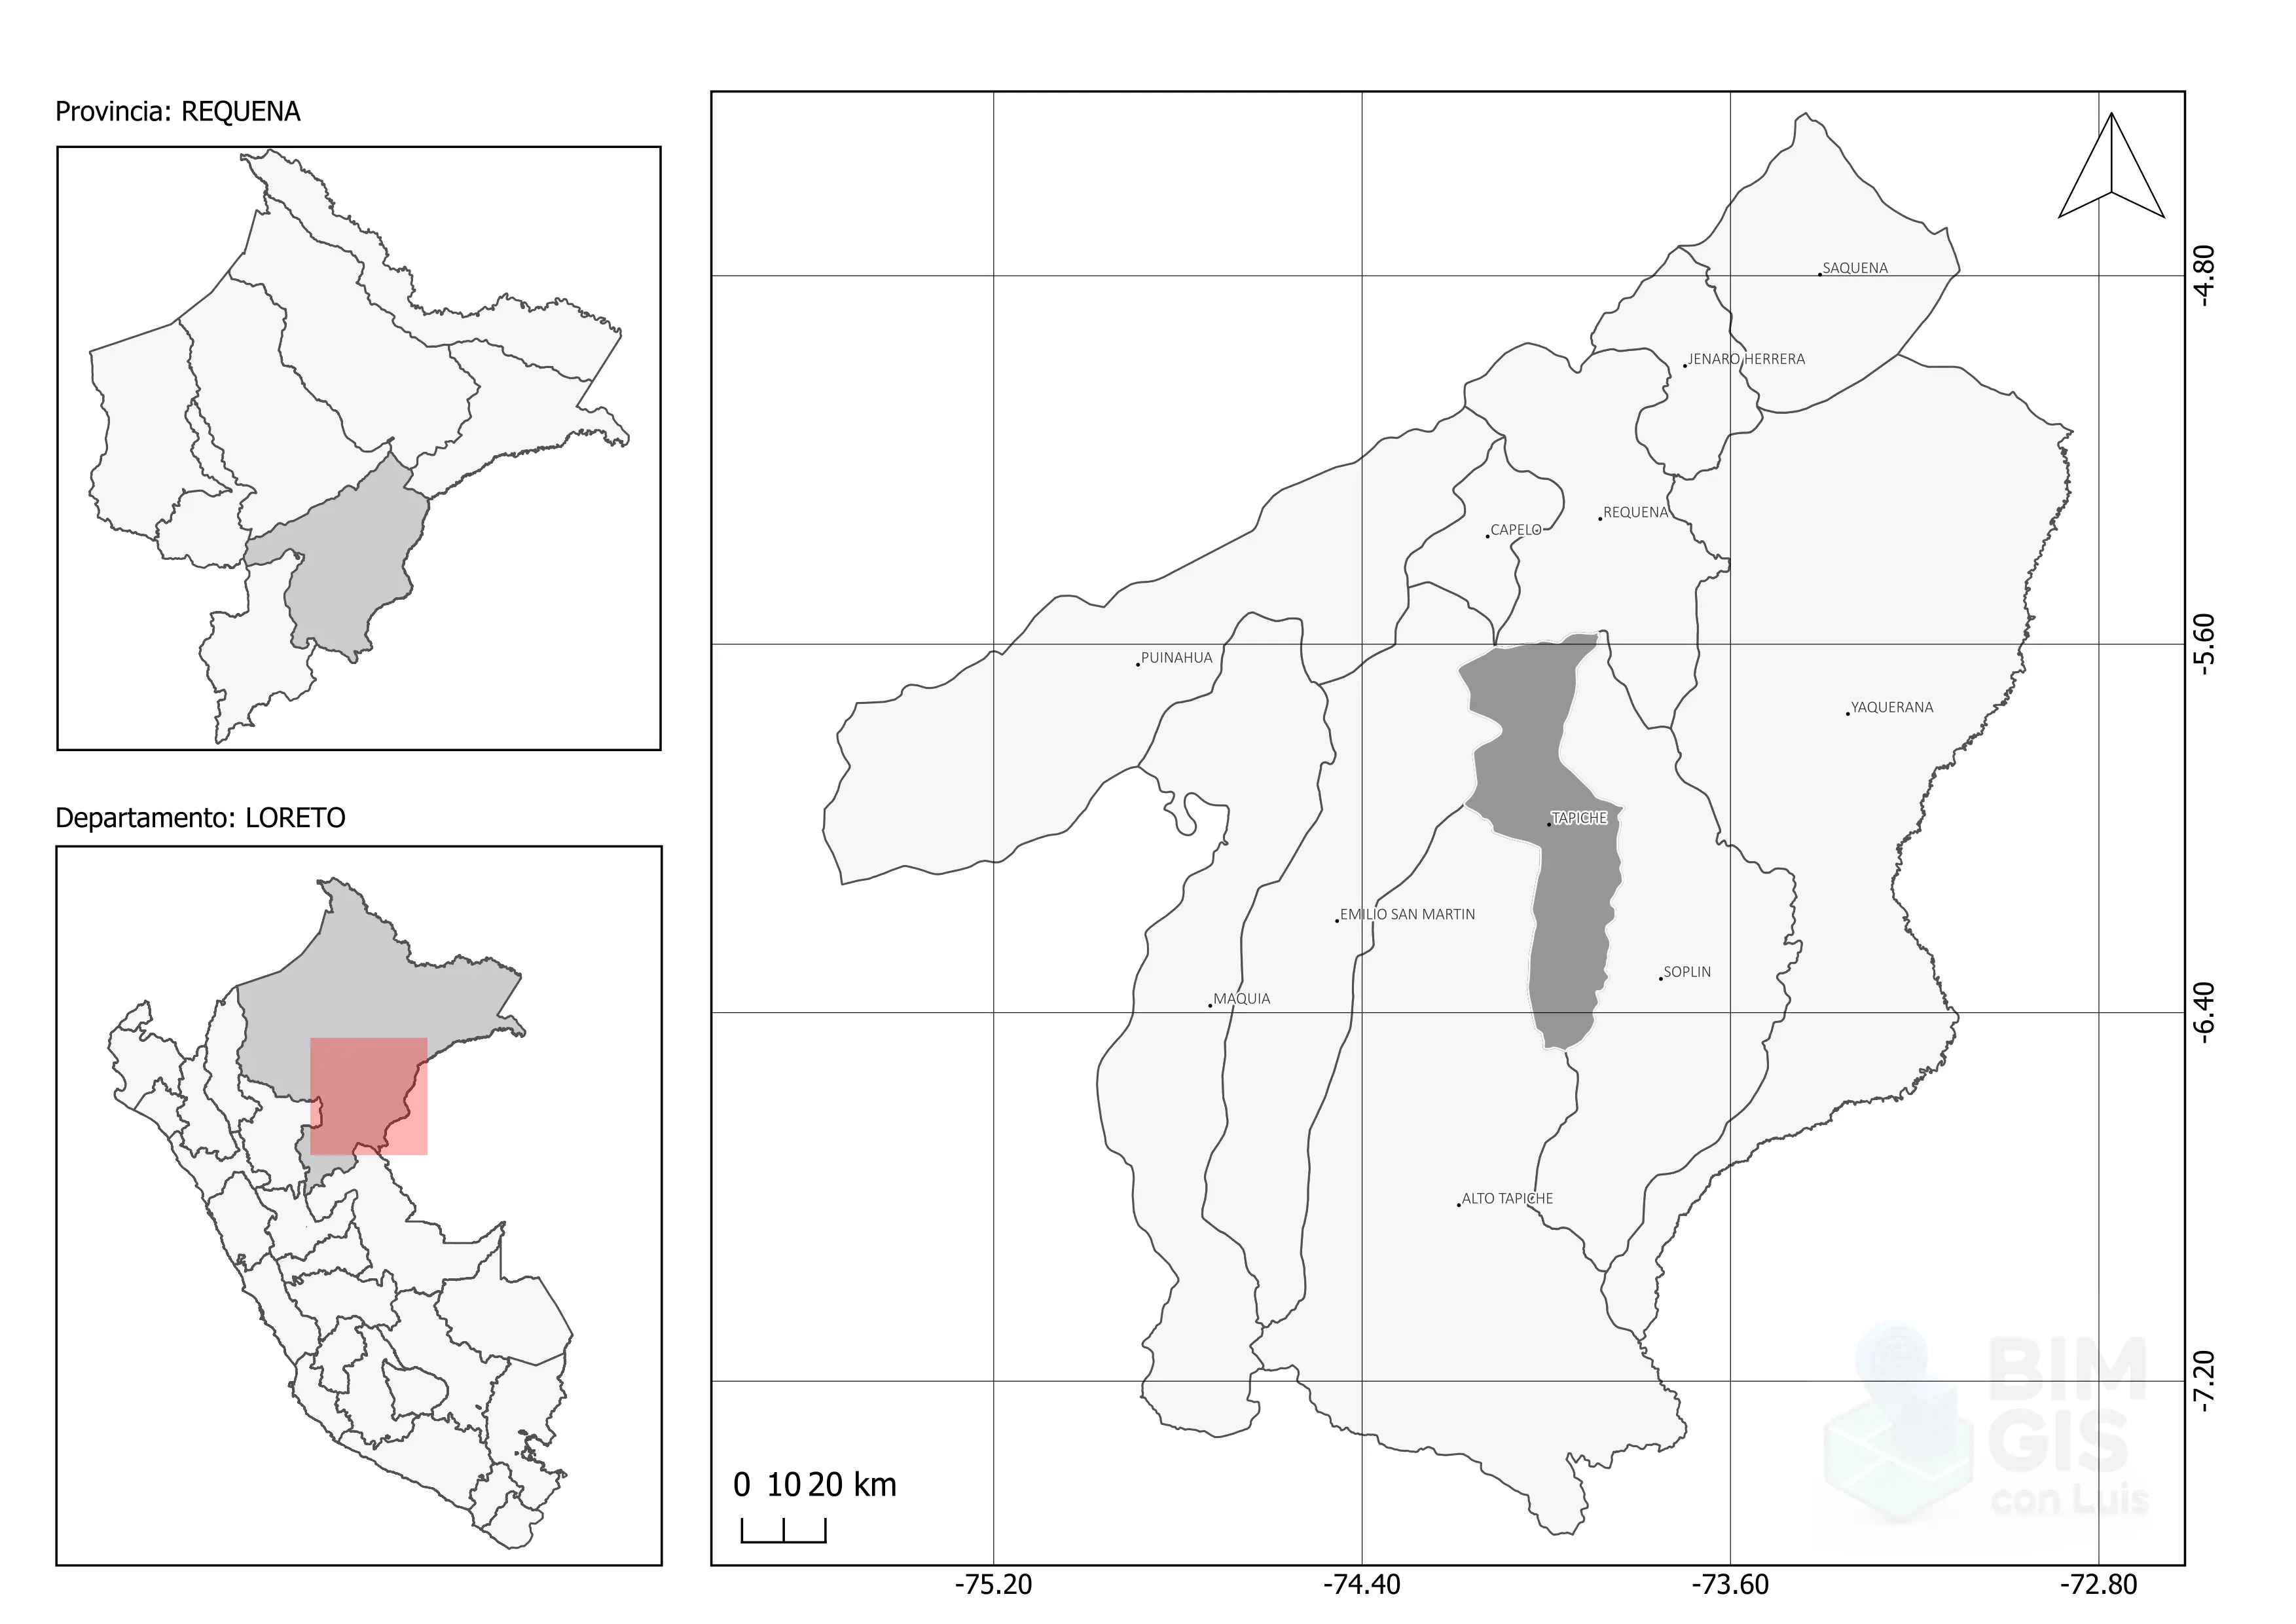 Provincia: REQUENA
Departamento: LORETO
SAQUENA
JENARO HERRERA
REQUENA
CAPELO
PUINAHUA
YAQUERANA
TAPICHE
EMILIO SAN MARTIN
SOPLIN
MAQUIA
ALTO TAPICHE
-4.80
-5.60
-6.40
-7.20
BIM
GIS
con Luis
0 10 20 km
-75.20 -74.40 -73.60 -72.80